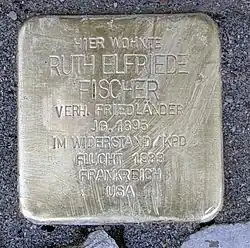 HIER WOHNTE
RUTH ELFRIEDE
FISCHER
VERH. FRIEDLÄNDER
JG. 1895
IM WIDERSTAND/KPD
FLUCHT 1933
FRANKREICH
USA